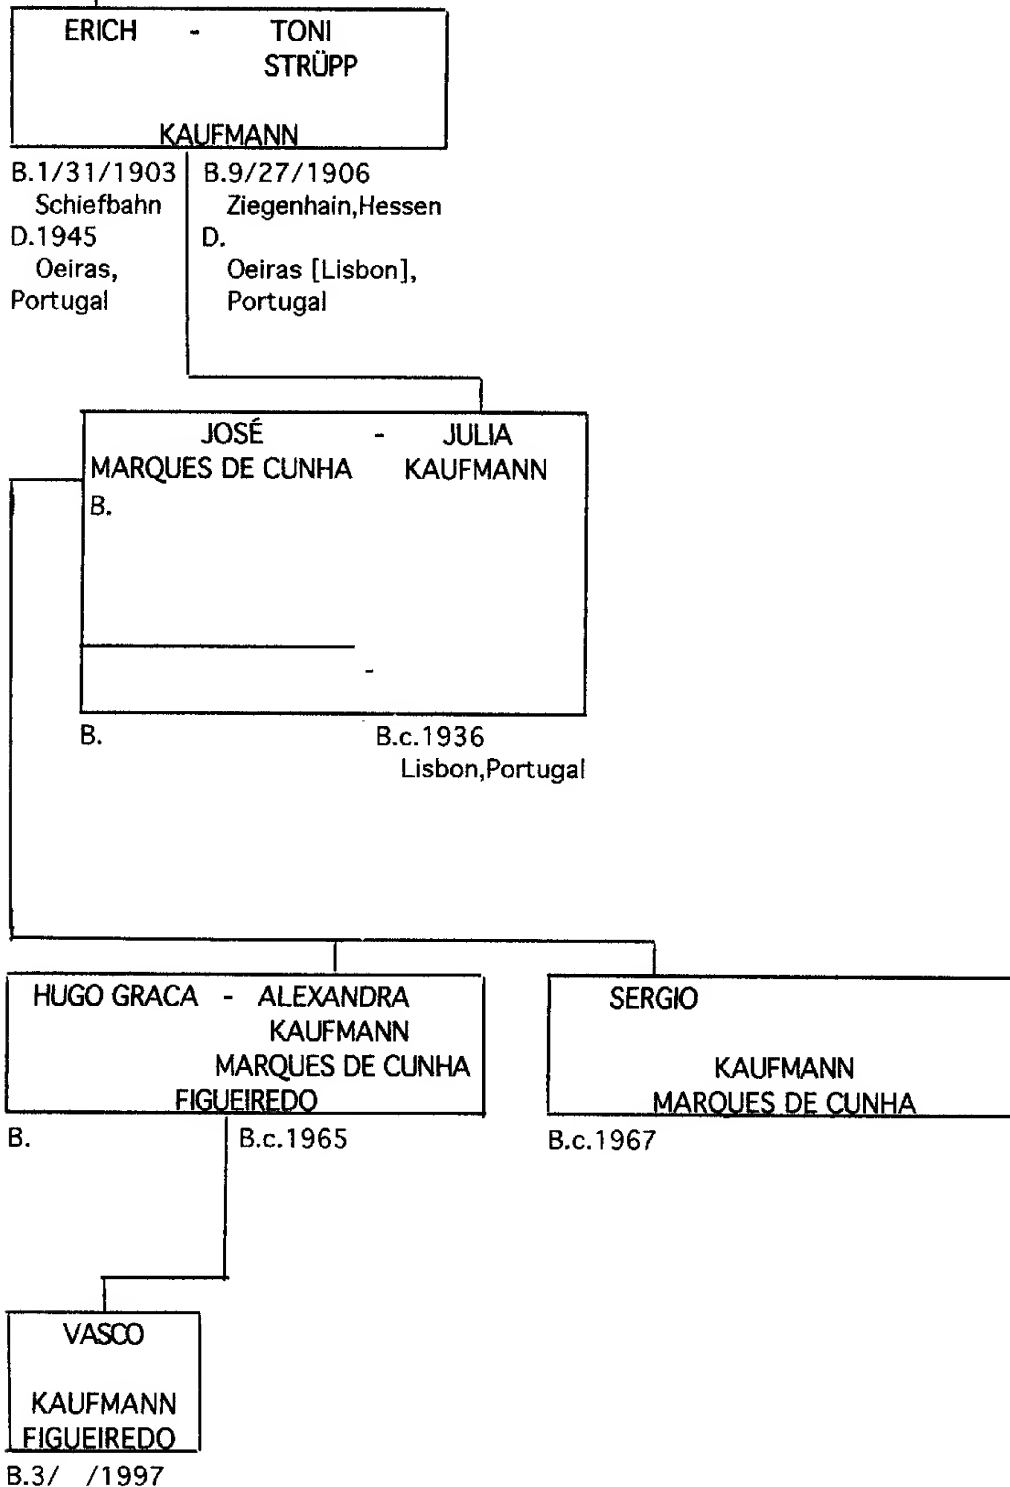 ERICH - TONI
STRÜPP
KAUFMANN
B.1/31/1903 B.9/27/1906
Schiefbahn Ziegenhain,Hessen
D.1945 D.
Oeiras, Oeiras [Lisbon],
Portugal Portugal
JOSÉ - JULIA
MARQUES DE CUNHA KAUFMANN
B.
-
B. B.c.1936
Lisbon,Portugal
HUGO GRACA - ALEXANDRA
KAUFMANN
MARQUES DE CUNHA
FIGUEIREDO
B. B.c.1965
SERGIO
KAUFMANN
MARQUES DE CUNHA
B.c.1967
VASCO
KAUFMANN
FIGUEIREDO
B.3/ /1997